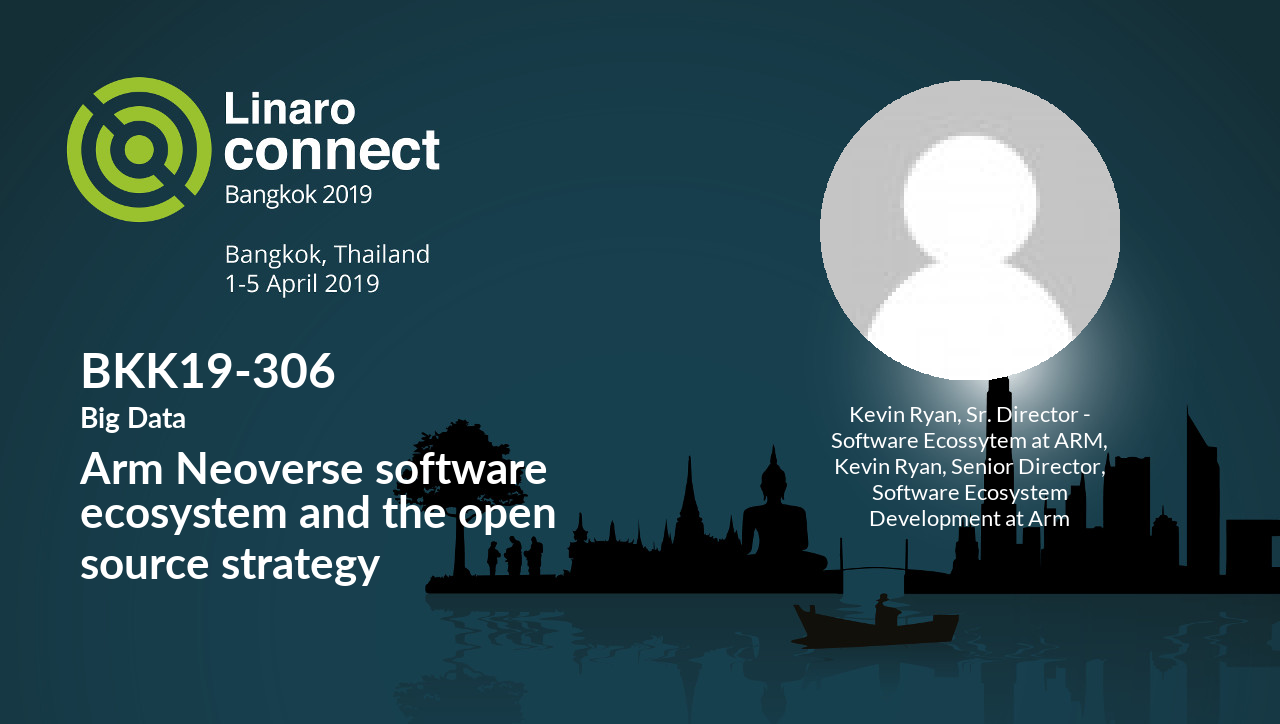 Linaro
connect
Bangkok 2019
Bangkok, Thailand
1-5 April 2019
BKK19-306
Big Data
Arm Neoverse software
ecosystem and the open
source strategy
Kevin Ryan, Sr. Director -
Software Ecossytem at ARM,
Kevin Ryan, Senior Director,
Software Ecosystem
Development at Arm